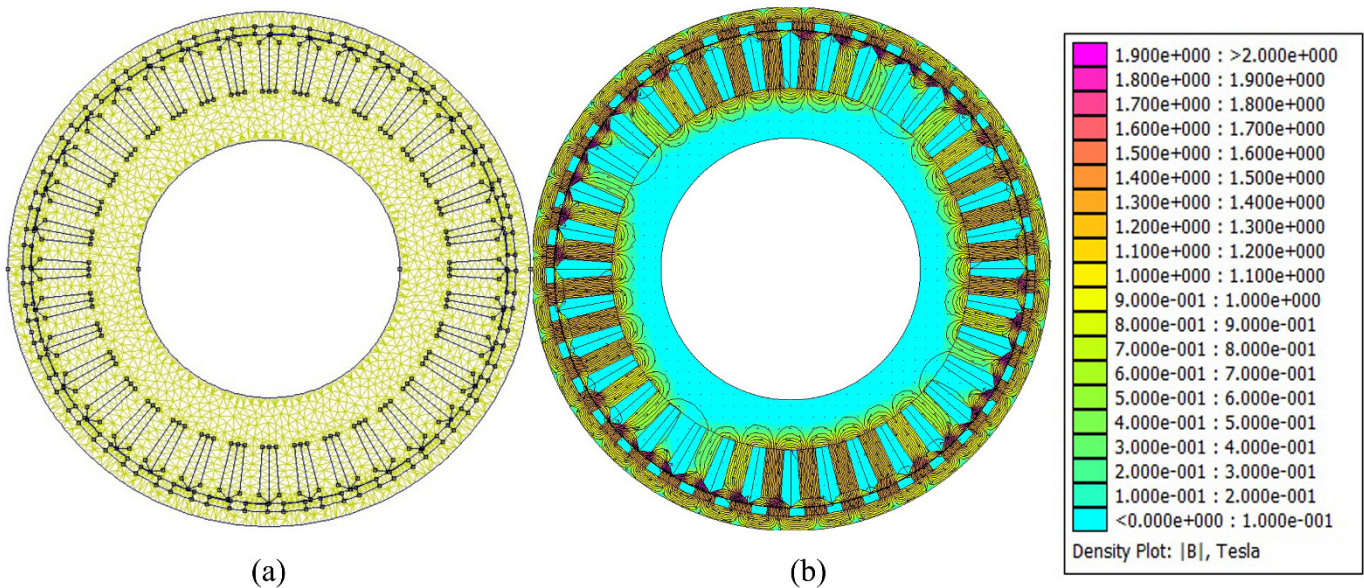 1.900e+000 : >2.000e+000
1.800e+000 : 1.900e+000
1.700e+000 : 1.800e+000
1.600e+000 : 1.700e+000
1.500e+000 : 1.600e+000
1.400e+000 : 1.500e+000
1.300e+000 : 1.400e+000
1.200e+000 : 1.300e+000
1.100e+000 : 1.200e+000
1.000e+000 : 1.100e+000
9.000e-001 : 1.000e+000
8.000e-001 : 9.000e-001
7.000e-001 : 8.000e-001
6.000e-001 : 7.000e-001
5.000e-001 : 6.000e-001
4.000e-001 : 5.000e-001
3.000e-001 : 4.000e-001
2.000e-001 : 3.000e-001
1.000e-001 : 2.000e-001
<0.000e+000 : 1.000e-001
Density Plot: |B|, Tesla
(a)
(b)